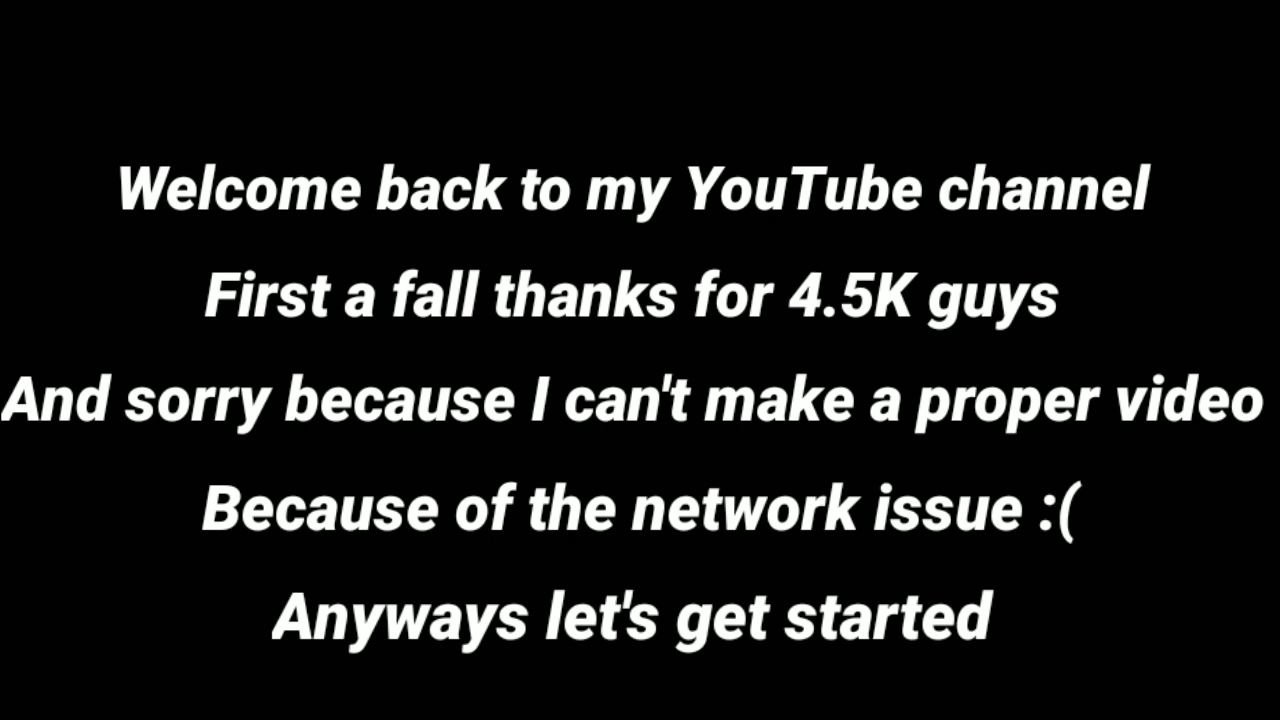 Welcome back to my YouTube channel
First a fall thanks for 4.5K guys
And sorry because I can't make a proper video
Because of the network issue :(
Anyways let's get started